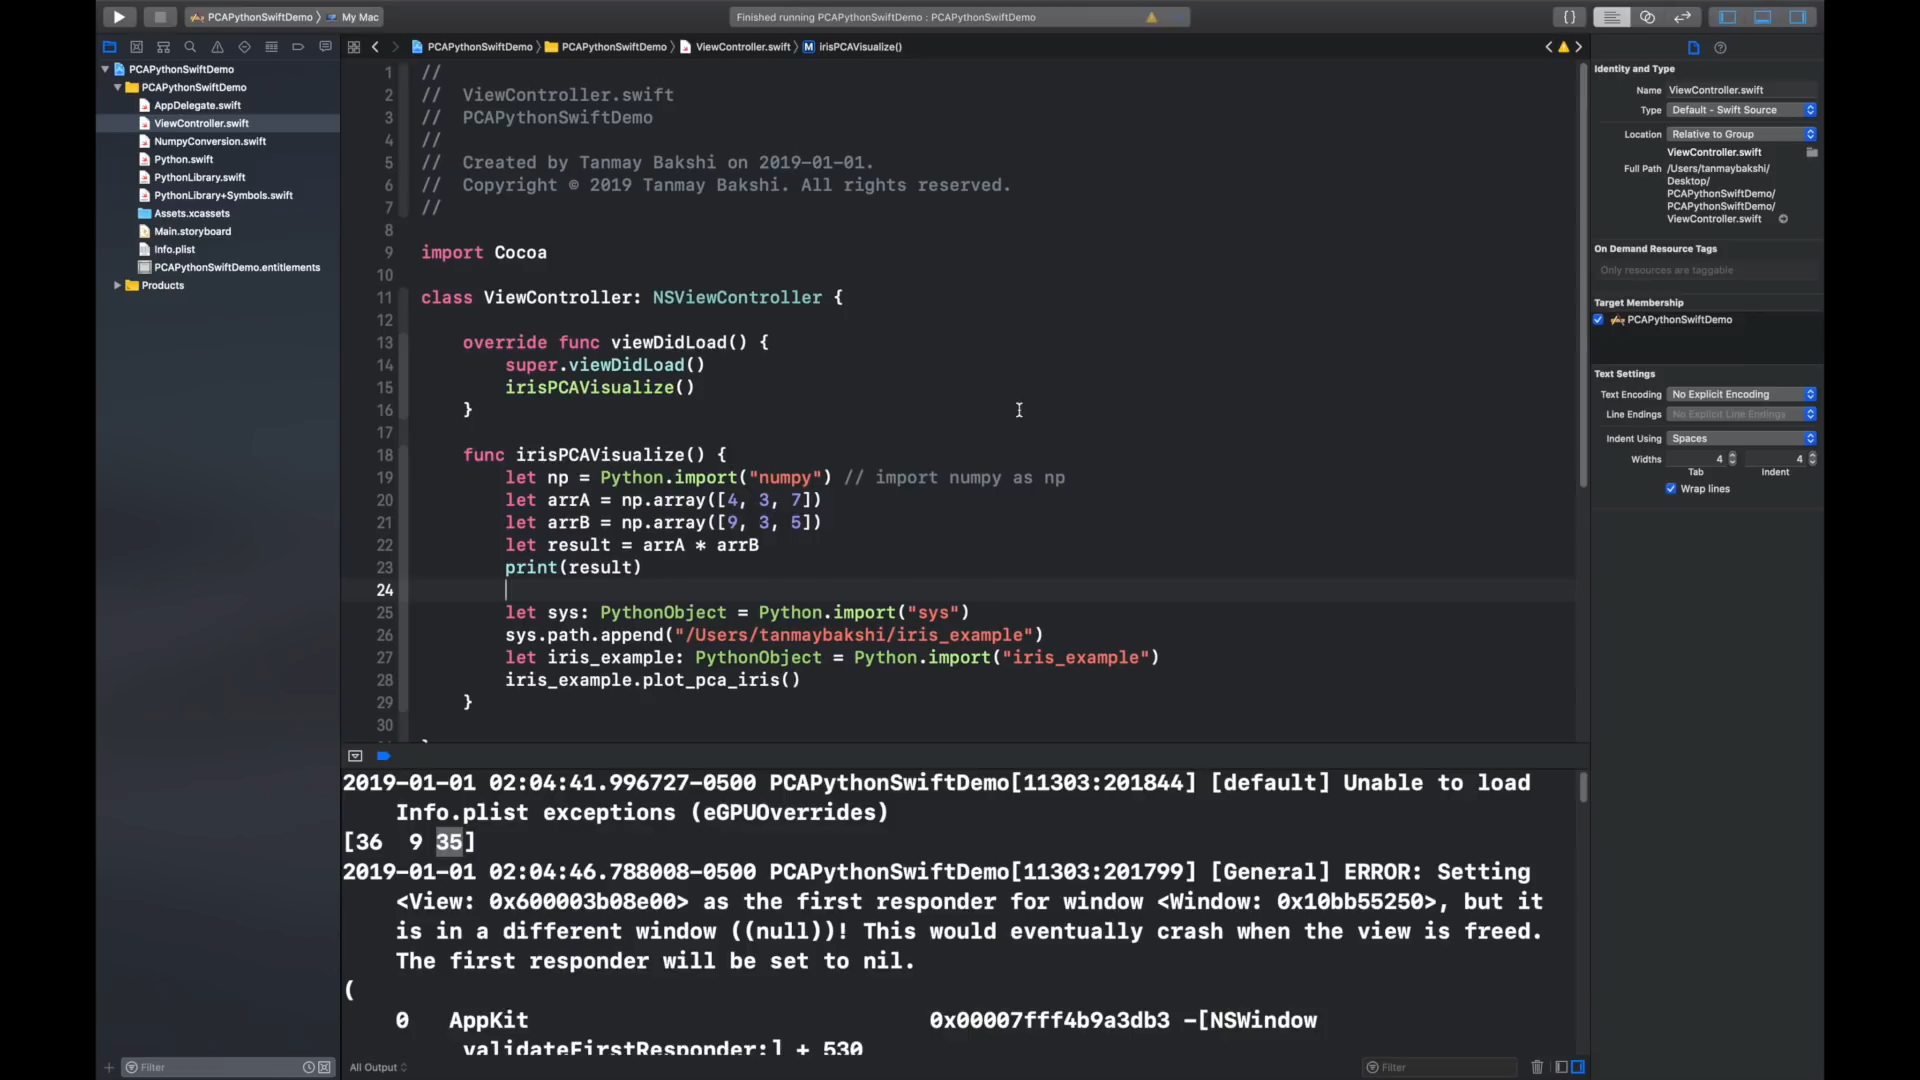 PCAPythonSwiftDemo
My Mac
Finished running PCAPythonSwiftDemo : PCAPythonSwiftDemo
{}
PCAPythonSwiftDemo
PCAPythonSwiftDemo
AppDelegate.swift
ViewController.swift
NumpyConversion.swift
Python.swift
PythonLibrary.swift
PythonLibrary+Symbols.swift
Assets.xcassets
Main.storyboard
Info.plist
PCAPythonSwiftDemo.entitlements
Products
Filter
PCAPythonSwiftDemo
PCAPythonSwiftDemo
ViewController.swift
M irisPCAVisualize()
1 //
2 // ViewController.swift
3 // PCAPythonSwiftDemo
4 //
5 // Created by Tanmay Bakshi on 2019-01-01.
6 // Copyright © 2019 Tanmay Bakshi. All rights reserved.
7 //
8
9 import Cocoa
10
11 class ViewController: NSViewController {
12
13 override func viewDidLoad() {
14 super.viewDidLoad()
15 irisPCAVisualize()
16 }
17
18 func irisPCAVisualize() {
19 let np = Python.import("numpy") // import numpy as np
20 let arrA = np.array([4, 3, 7])
21 let arrB = np.array([9, 3, 5])
22 let result = arrA * arrB
23 print(result)
24
25 let sys: PythonObject = Python.import("sys")
26 sys.path.append("/Users/tanmaybakshi/iris_example")
27 let iris_example: PythonObject = Python.import("iris_example")
28 iris_example.plot_pca_iris()
29 }
30
2019-01-01 02:04:41.996727-0500 PCAPythonSwiftDemo[11303:201844] [default] Unable to load
Info.plist exceptions (eGPUOverrides)
[36  9 35]
2019-01-01 02:04:46.788008-0500 PCAPythonSwiftDemo[11303:201799] [General] ERROR: Setting
<View: 0x600003b08e00> as the first responder for window <Window: 0x10bb55250>, but it
is in a different window ((null))! This would eventually crash when the view is freed.
The first responder will be set to nil.
(
0 AppKit 0x00007fff4b9a3db3 -[NSWindow
validateFirstResponder:] + 530
All Output
Filter
Identity and Type
Name ViewController.swift
Type Default - Swift Source
Location Relative to Group
ViewController.swift
Full Path /Users/tanmaybakshi/
Desktop/
PCAPythonSwiftDemo/
PCAPythonSwiftDemo/
ViewController.swift
On Demand Resource Tags
Only resources are taggable
Target Membership
PCAPythonSwiftDemo
Text Settings
Text Encoding No Explicit Encoding
Line Endings No Explicit Line Endings
Indent Using Spaces
Widths 4 4
Tab Indent
Wrap lines